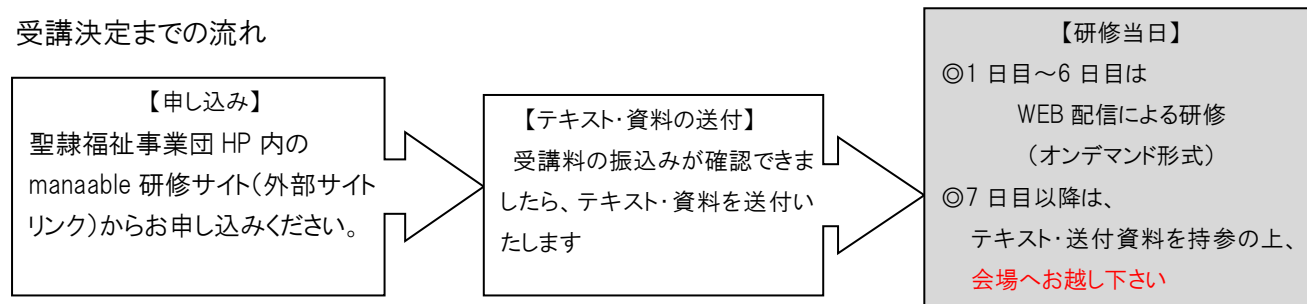 受講決定までの流れ
【申し込み】
聖隷福祉事業団 HP 内の
manaable 研修サイト（外部サイト
リンク）からお申し込みください。
【テキスト・資料の送付】
受講料の振込みが確認できま
したら、テキスト・資料を送付い
たします
【研修当日】
◎1 日目～6 日目は
WEB 配信による研修
（オンデマンド形式）
◎7 日目以降は、
テキスト・送付資料を持参の上、
会場へお越し下さい